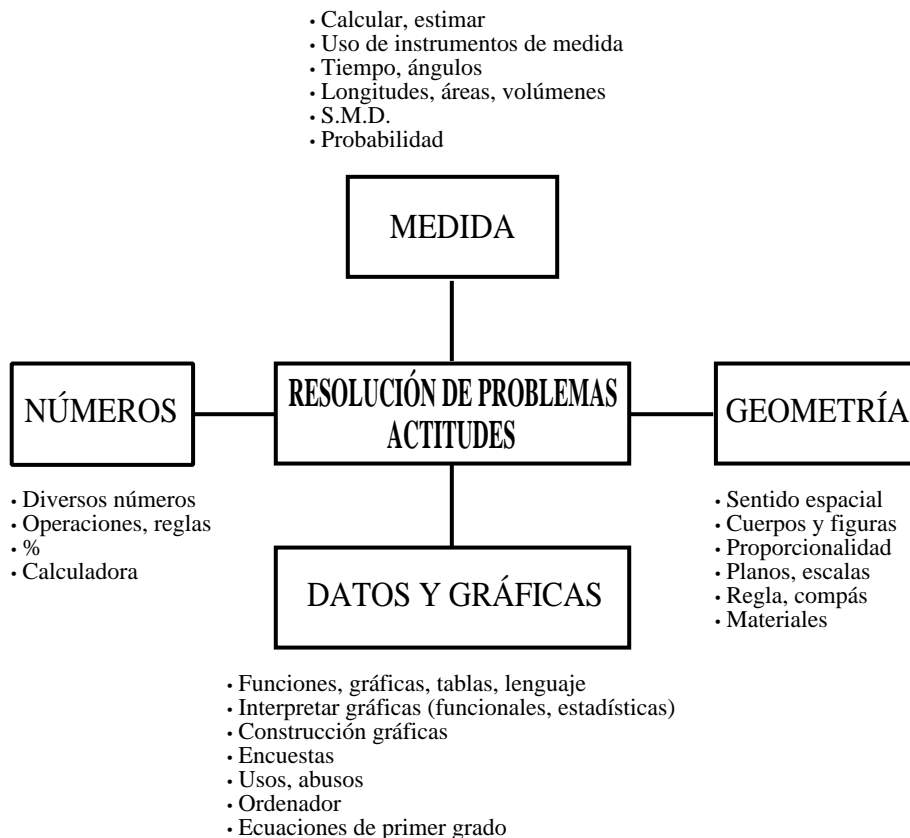 • Calcular, estimar
• Uso de instrumentos de medida
• Tiempo, ángulos
• Longitudes, áreas, volúmenes
• S.M.D.
• Probabilidad
MEDIDA
NÚMEROS
RESOLUCIÓN DE PROBLEMAS
ACTITUDES
GEOMETRÍA
• Diversos números
• Operaciones, reglas
• %
• Calculadora
• Sentido espacial
• Cuerpos y figuras
• Proporcionalidad
• Planos, escalas
• Regla, compás
• Materiales
DATOS Y GRÁFICAS
• Funciones, gráficas, tablas, lenguaje
• Interpretar gráficas (funcionales, estadísticas)
• Construcción gráficas
• Encuestas
• Usos, abusos
• Ordenador
• Ecuaciones de primer grado